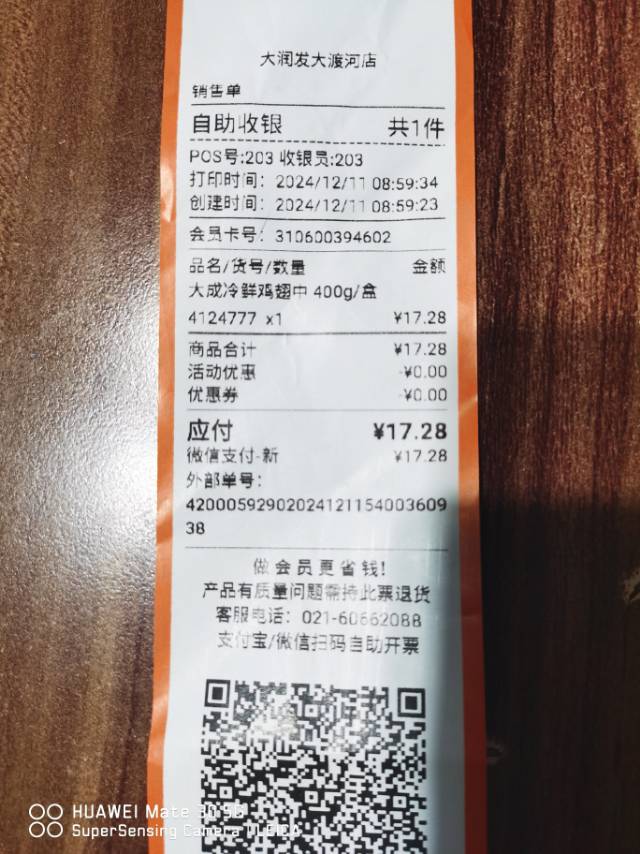 大润发大渡河店
销售单
自助收银 共1件
POS号:203 收银员:203
打印时间: 2024/12/11 08:59:34
创建时间: 2024/12/11 08:59:23
会员卡号: 310600394602
品名/货号/数量 金额
大成冷鲜鸡翅中 400g/盒
4124777 x1 ¥17.28
商品合计 ¥17.28
活动优惠 -¥0.00
优惠券 -¥0.00
应付 ¥17.28
微信支付-新 ¥17.28
外部单号:
42000592902024121154003609
38
做会员更省钱!
产品有质量问题需持此票退货
客服电话: 021-60662088
支付宝/微信扫码自助开票
HUAWEI Mate 30 5G
SuperSensing Camera | LEICA